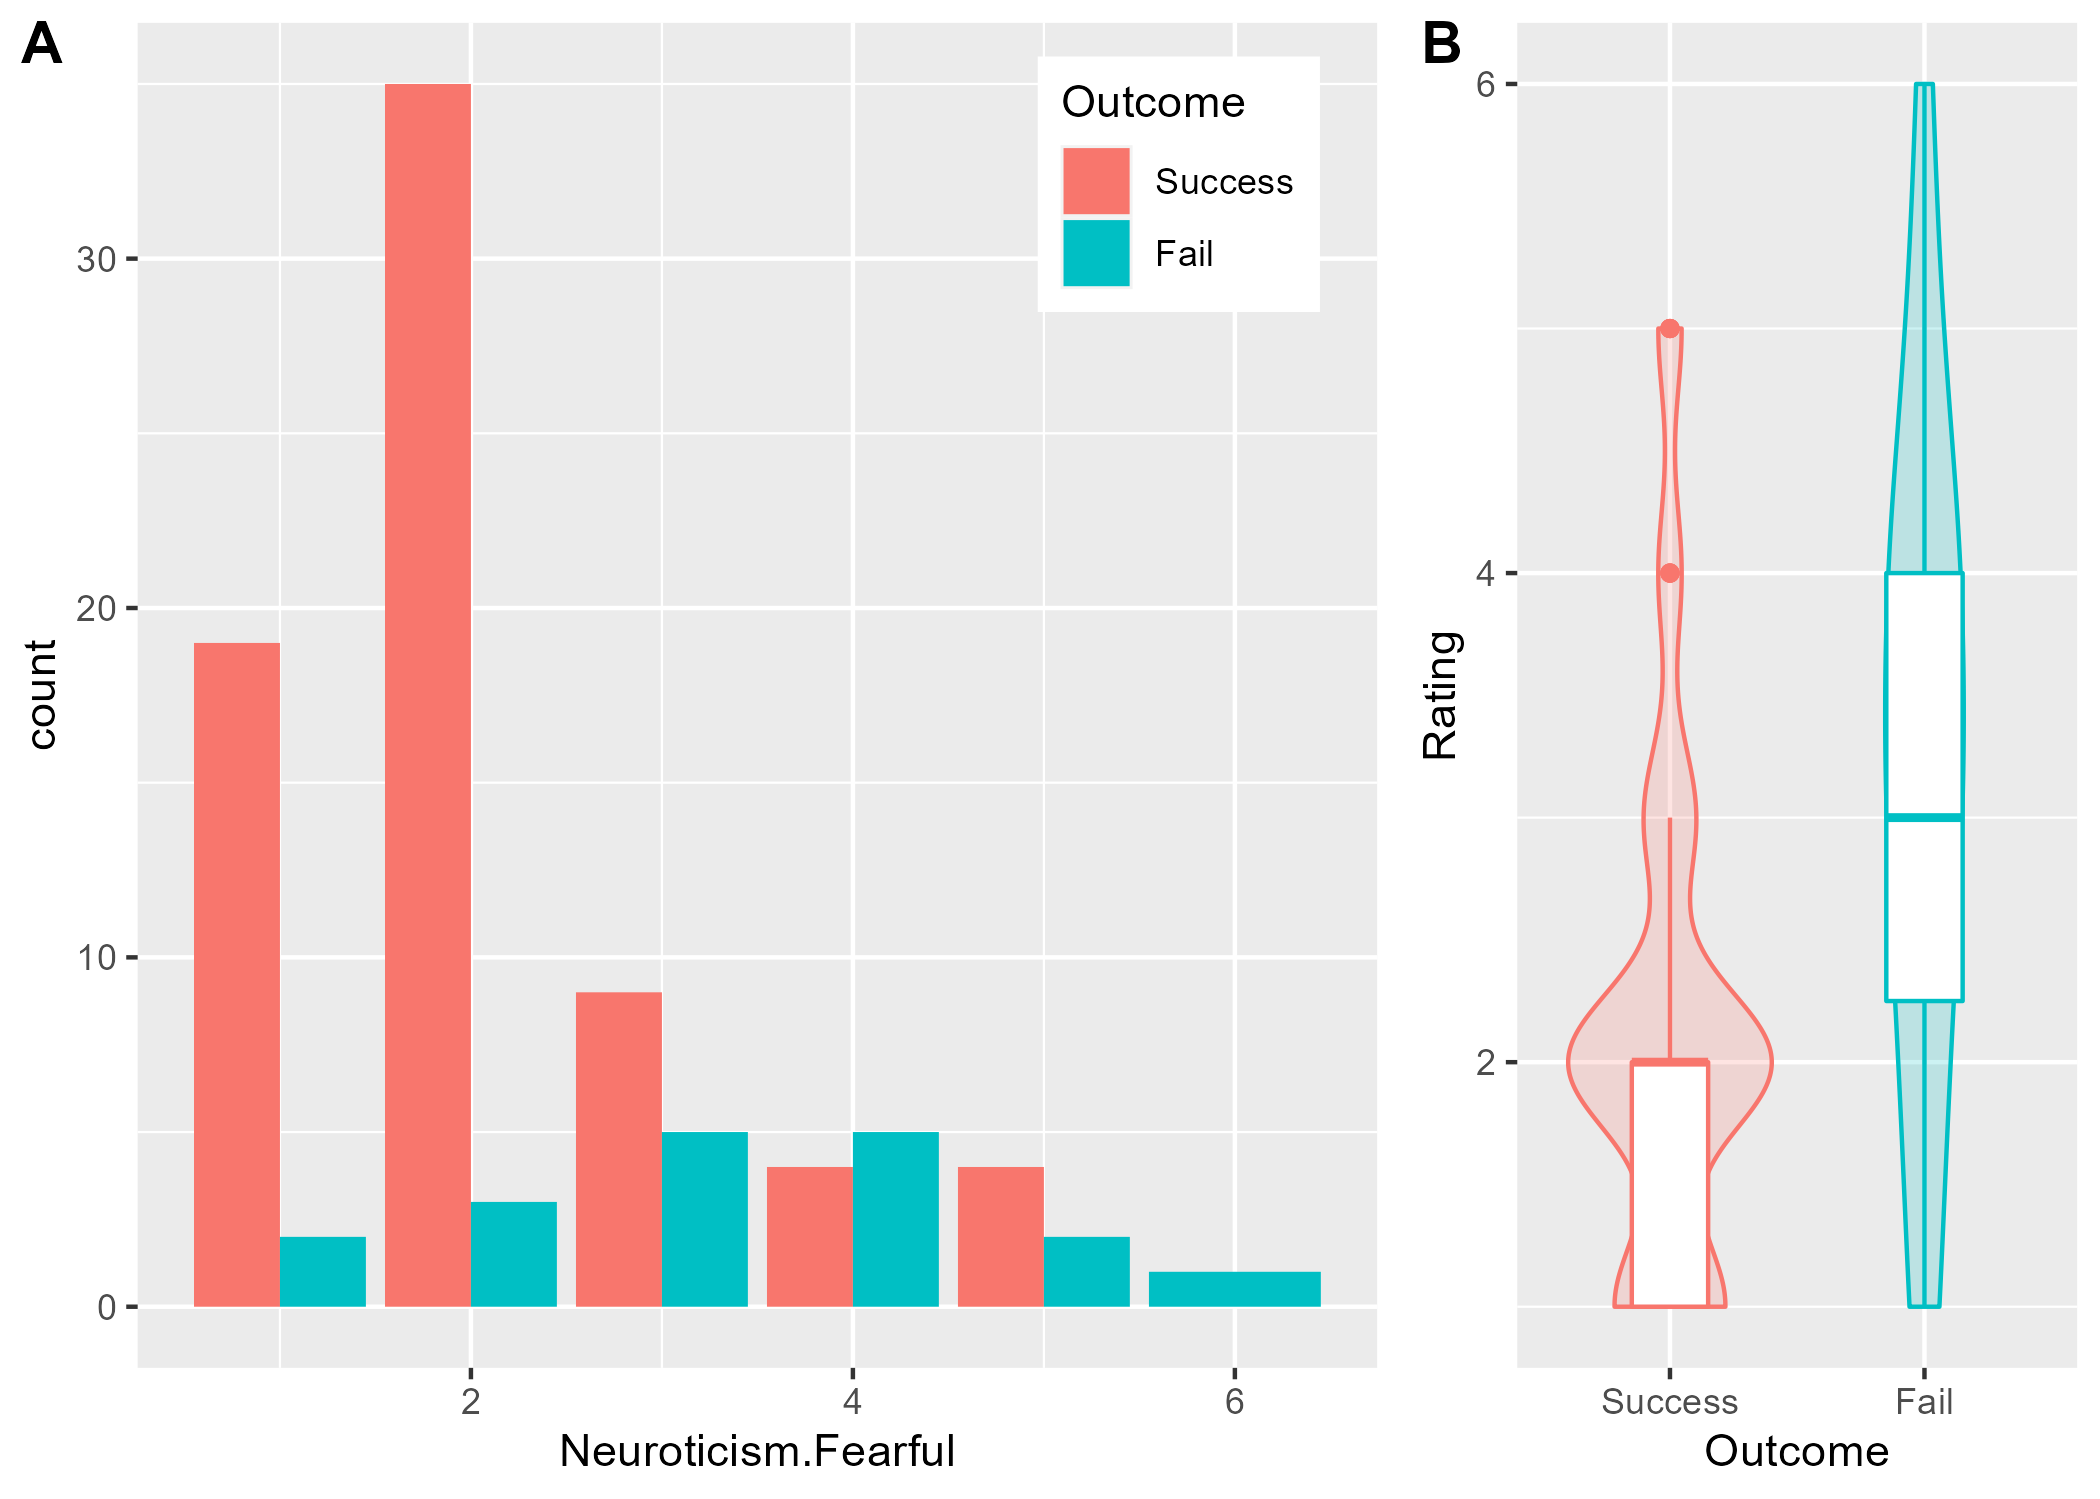 A
Outcome
Success
Fail
30
20
10
0
count
2
4
6
Neuroticism.Fearful
B
6
4
2
Rating
Success
Fail
Outcome